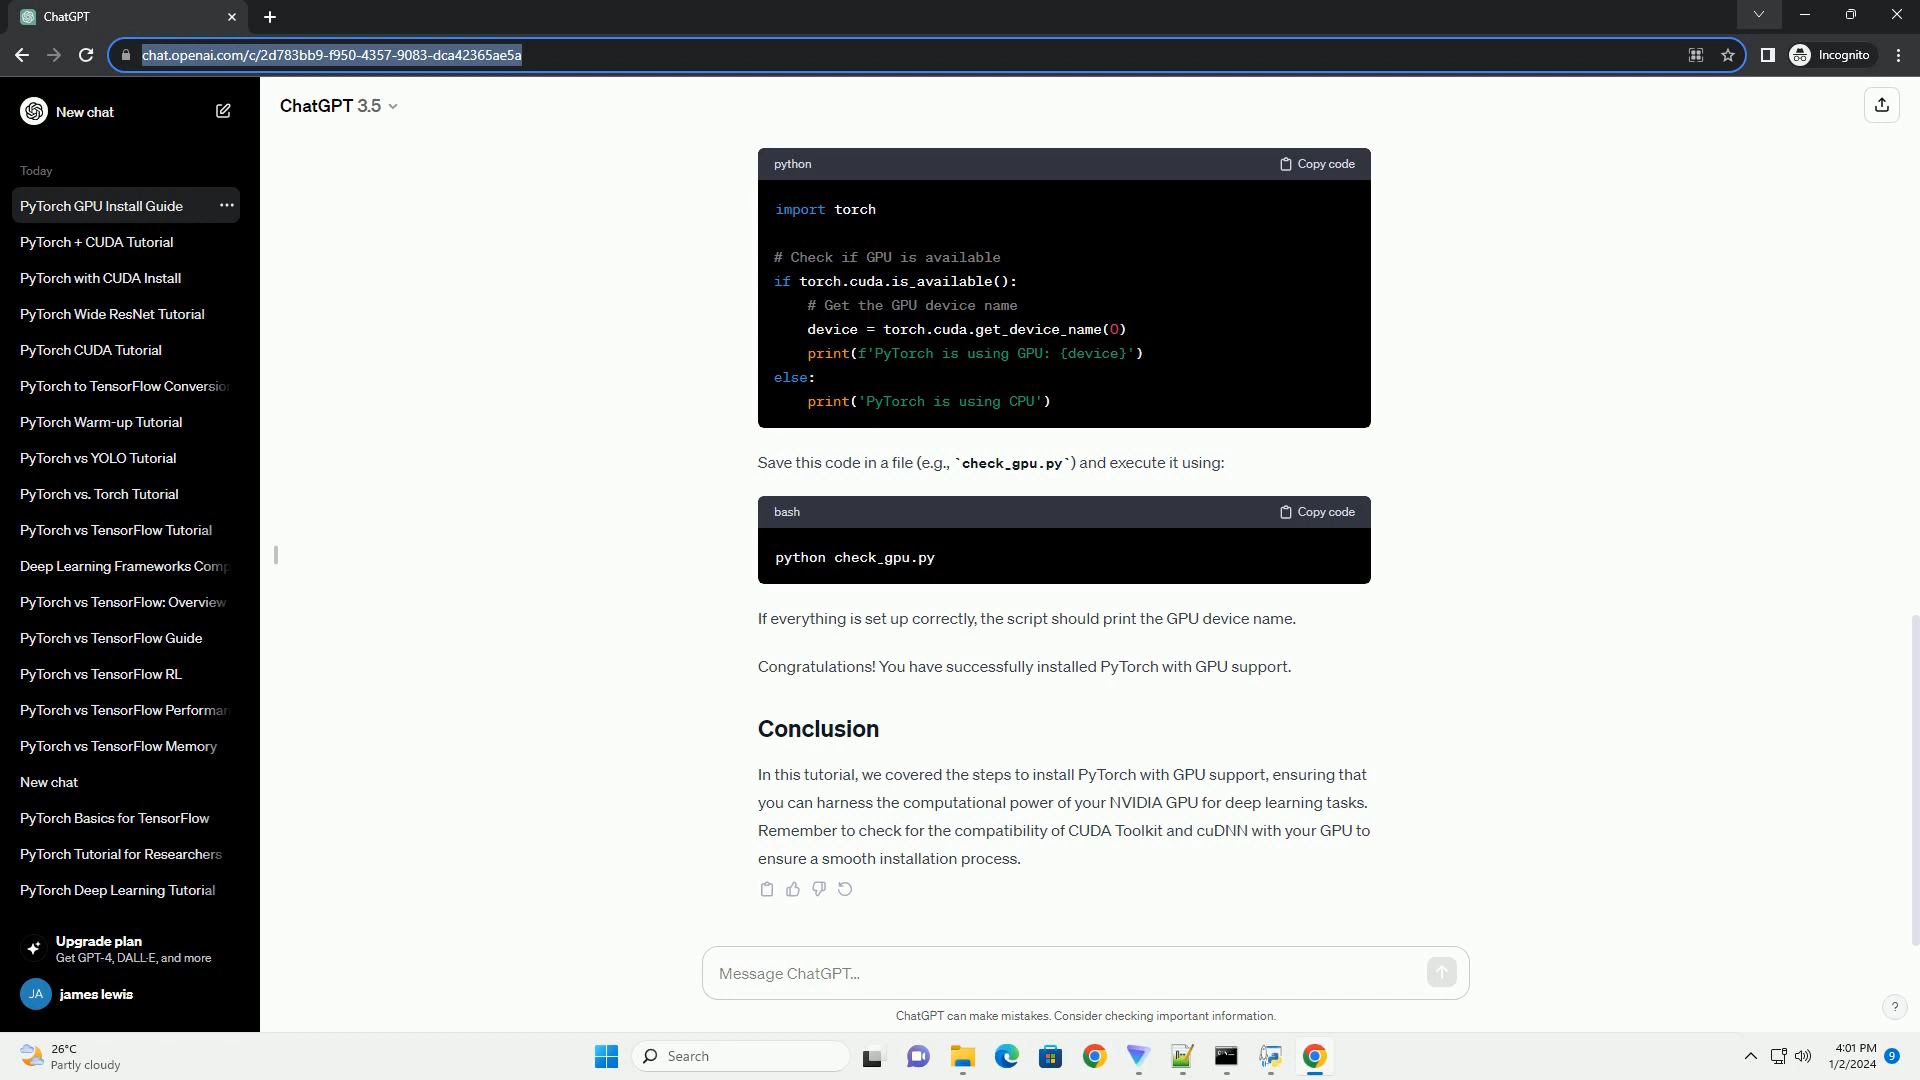 ChatGPT
chat.openai.com/c/2d783bb9-f950-4357-9083-dca42365ae5a
Incognito
New chat
Today
PyTorch GPU Install Guide
PyTorch + CUDA Tutorial
PyTorch with CUDA Install
PyTorch Wide ResNet Tutorial
PyTorch CUDA Tutorial
PyTorch to TensorFlow Conversion
PyTorch Warm-up Tutorial
PyTorch vs YOLO Tutorial
PyTorch vs. Torch Tutorial
PyTorch vs TensorFlow Tutorial
Deep Learning Frameworks Comp
PyTorch vs TensorFlow: Overview
PyTorch vs TensorFlow Guide
PyTorch vs TensorFlow RL
PyTorch vs TensorFlow Performan
PyTorch vs TensorFlow Memory
New chat
PyTorch Basics for TensorFlow
PyTorch Tutorial for Researchers
PyTorch Deep Learning Tutorial
Upgrade plan
Get GPT-4, DALL·E, and more
JA james lewis
ChatGPT 3.5
python Copy code
import torch
# Check if GPU is available
if torch.cuda.is_available():
    # Get the GPU device name
    device = torch.cuda.get_device_name(0)
    print(f'PyTorch is using GPU: {device}')
else:
    print('PyTorch is using CPU')
Save this code in a file (e.g., `check_gpu.py`) and execute it using:
bash Copy code
python check_gpu.py
If everything is set up correctly, the script should print the GPU device name.
Congratulations! You have successfully installed PyTorch with GPU support.
Conclusion
In this tutorial, we covered the steps to install PyTorch with GPU support, ensuring that
you can harness the computational power of your NVIDIA GPU for deep learning tasks.
Remember to check for the compatibility of CUDA Toolkit and cuDNN with your GPU to
ensure a smooth installation process.
Message ChatGPT...
ChatGPT can make mistakes. Consider checking important information.
?
26°C
Partly cloudy
Search
4:01 PM
1/2/2024
9